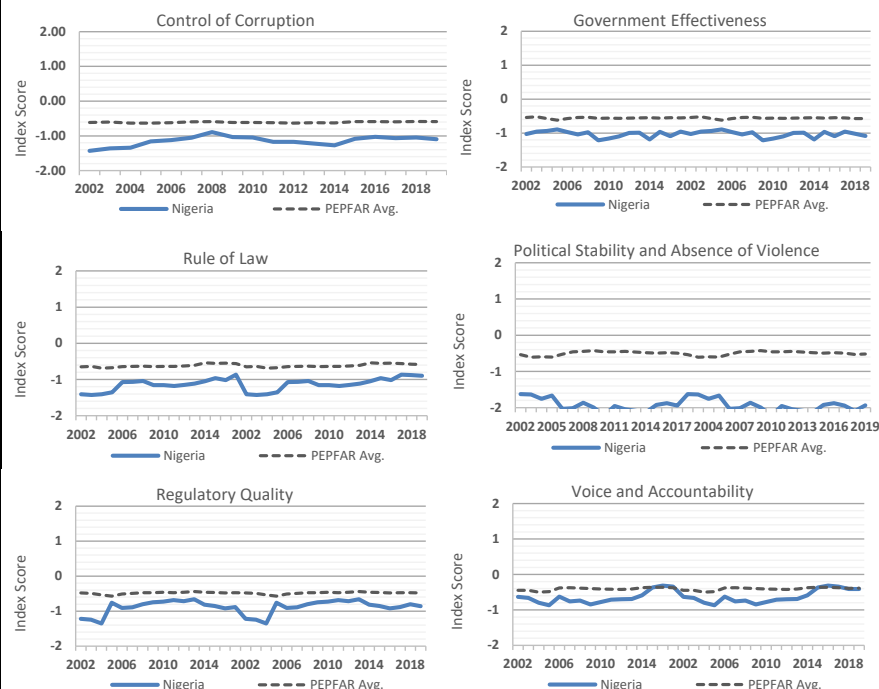 Control of Corruption
2.00
1.00
0.00
-1.00
-2.00
Index Score
2002 2004 2006 2008 2010 2012 2014 2016 2018
Nigeria PEPFAR Avg.
Government Effectiveness
2
1
0
-1
-2
Index Score
2002 2006 2010 2014 2002 2006 2010 2014 2018
Nigeria PEPFAR Avg.
Rule of Law
2
1
0
-1
-2
Index Score
2002 2006 2010 2014 2002 2006 2010 2014 2018
Nigeria PEPFAR Avg.
Political Stability and Absence of Violence
2
1
0
-1
-2
Index Score
2002 2005 2008 2011 2014 2017 2004 2007 2010 2013 2016 2019
Nigeria PEPFAR Avg.
Regulatory Quality
2
1
0
-1
-2
Index Score
2002 2006 2010 2014 2002 2006 2010 2014 2018
Nigeria PEPFAR Avg.
Voice and Accountability
2
1
0
-1
-2
Index Score
2002 2006 2010 2014 2002 2006 2010 2014 2018
Nigeria PEPFAR Avg.